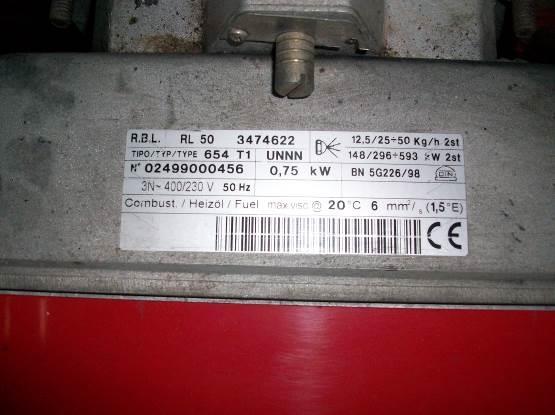 R.B.L. RL 50 3474622
TIPO/TYP/TYPE 654 T1 UNNN
N° 02499000456 0,75 kW
3N~ 400/230 V 50 Hz
12,5/25÷50 Kg/h 2st
148/296÷593 kW 2st
BN 5G226/98 DIN
Combust. / Heizöl / Fuel max visc @ 20°C 6 mm²/s (1,5°E)
CE